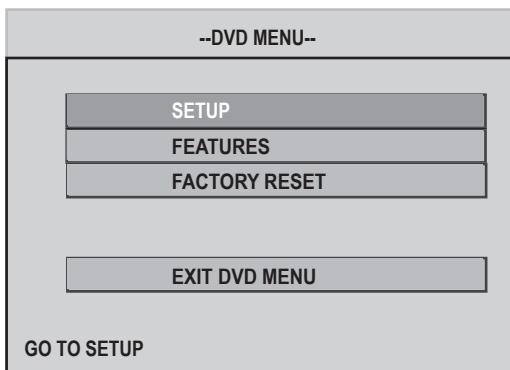 --DVD MENU--
SETUP
FEATURES
FACTORY RESET
EXIT DVD MENU
GO TO SETUP